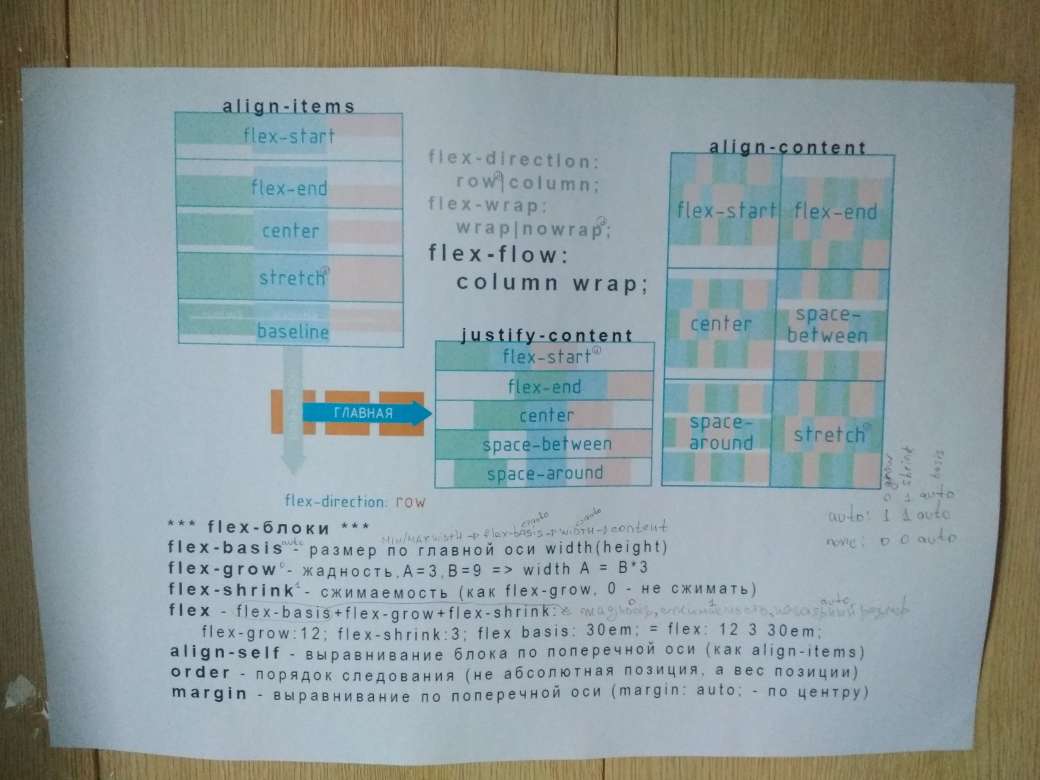 align-items
flex-start
flex-end
center
stretch
baseline
flex-direction:
row|column;
flex-wrap:
wrap|nowrap;
flex-flow:
column wrap;
justify-content
flex-start
flex-end
center
space-between
space-around
align-content
flex-start
flex-end
center
space-between
space-around
stretch
ГЛАВНАЯ
flex-direction: row
grow shrink basis
0 1 auto
auto: 1 1 auto
none: 0 0 auto
*** flex-блоки ***
min/max width → flex-basis → width → content
flex-basis auto - размер по главной оси width(height)
flex-grow 0 - жадность,A=3,B=9 => width A = B*3
flex-shrink 1 - сжимаемость (как flex-grow, 0 - не сжимать)
flex - flex-basis+flex-grow+flex-shrink:
flex-grow:12; flex-shrink:3; flex basis: 30em; = flex: 12 3 30em;
align-self - выравнивание блока по поперечной оси (как align-items)
order - порядок следования (не абсолютная позиция, а вес позиции)
margin - выравнивание по поперечной оси (margin: auto; - по центру)